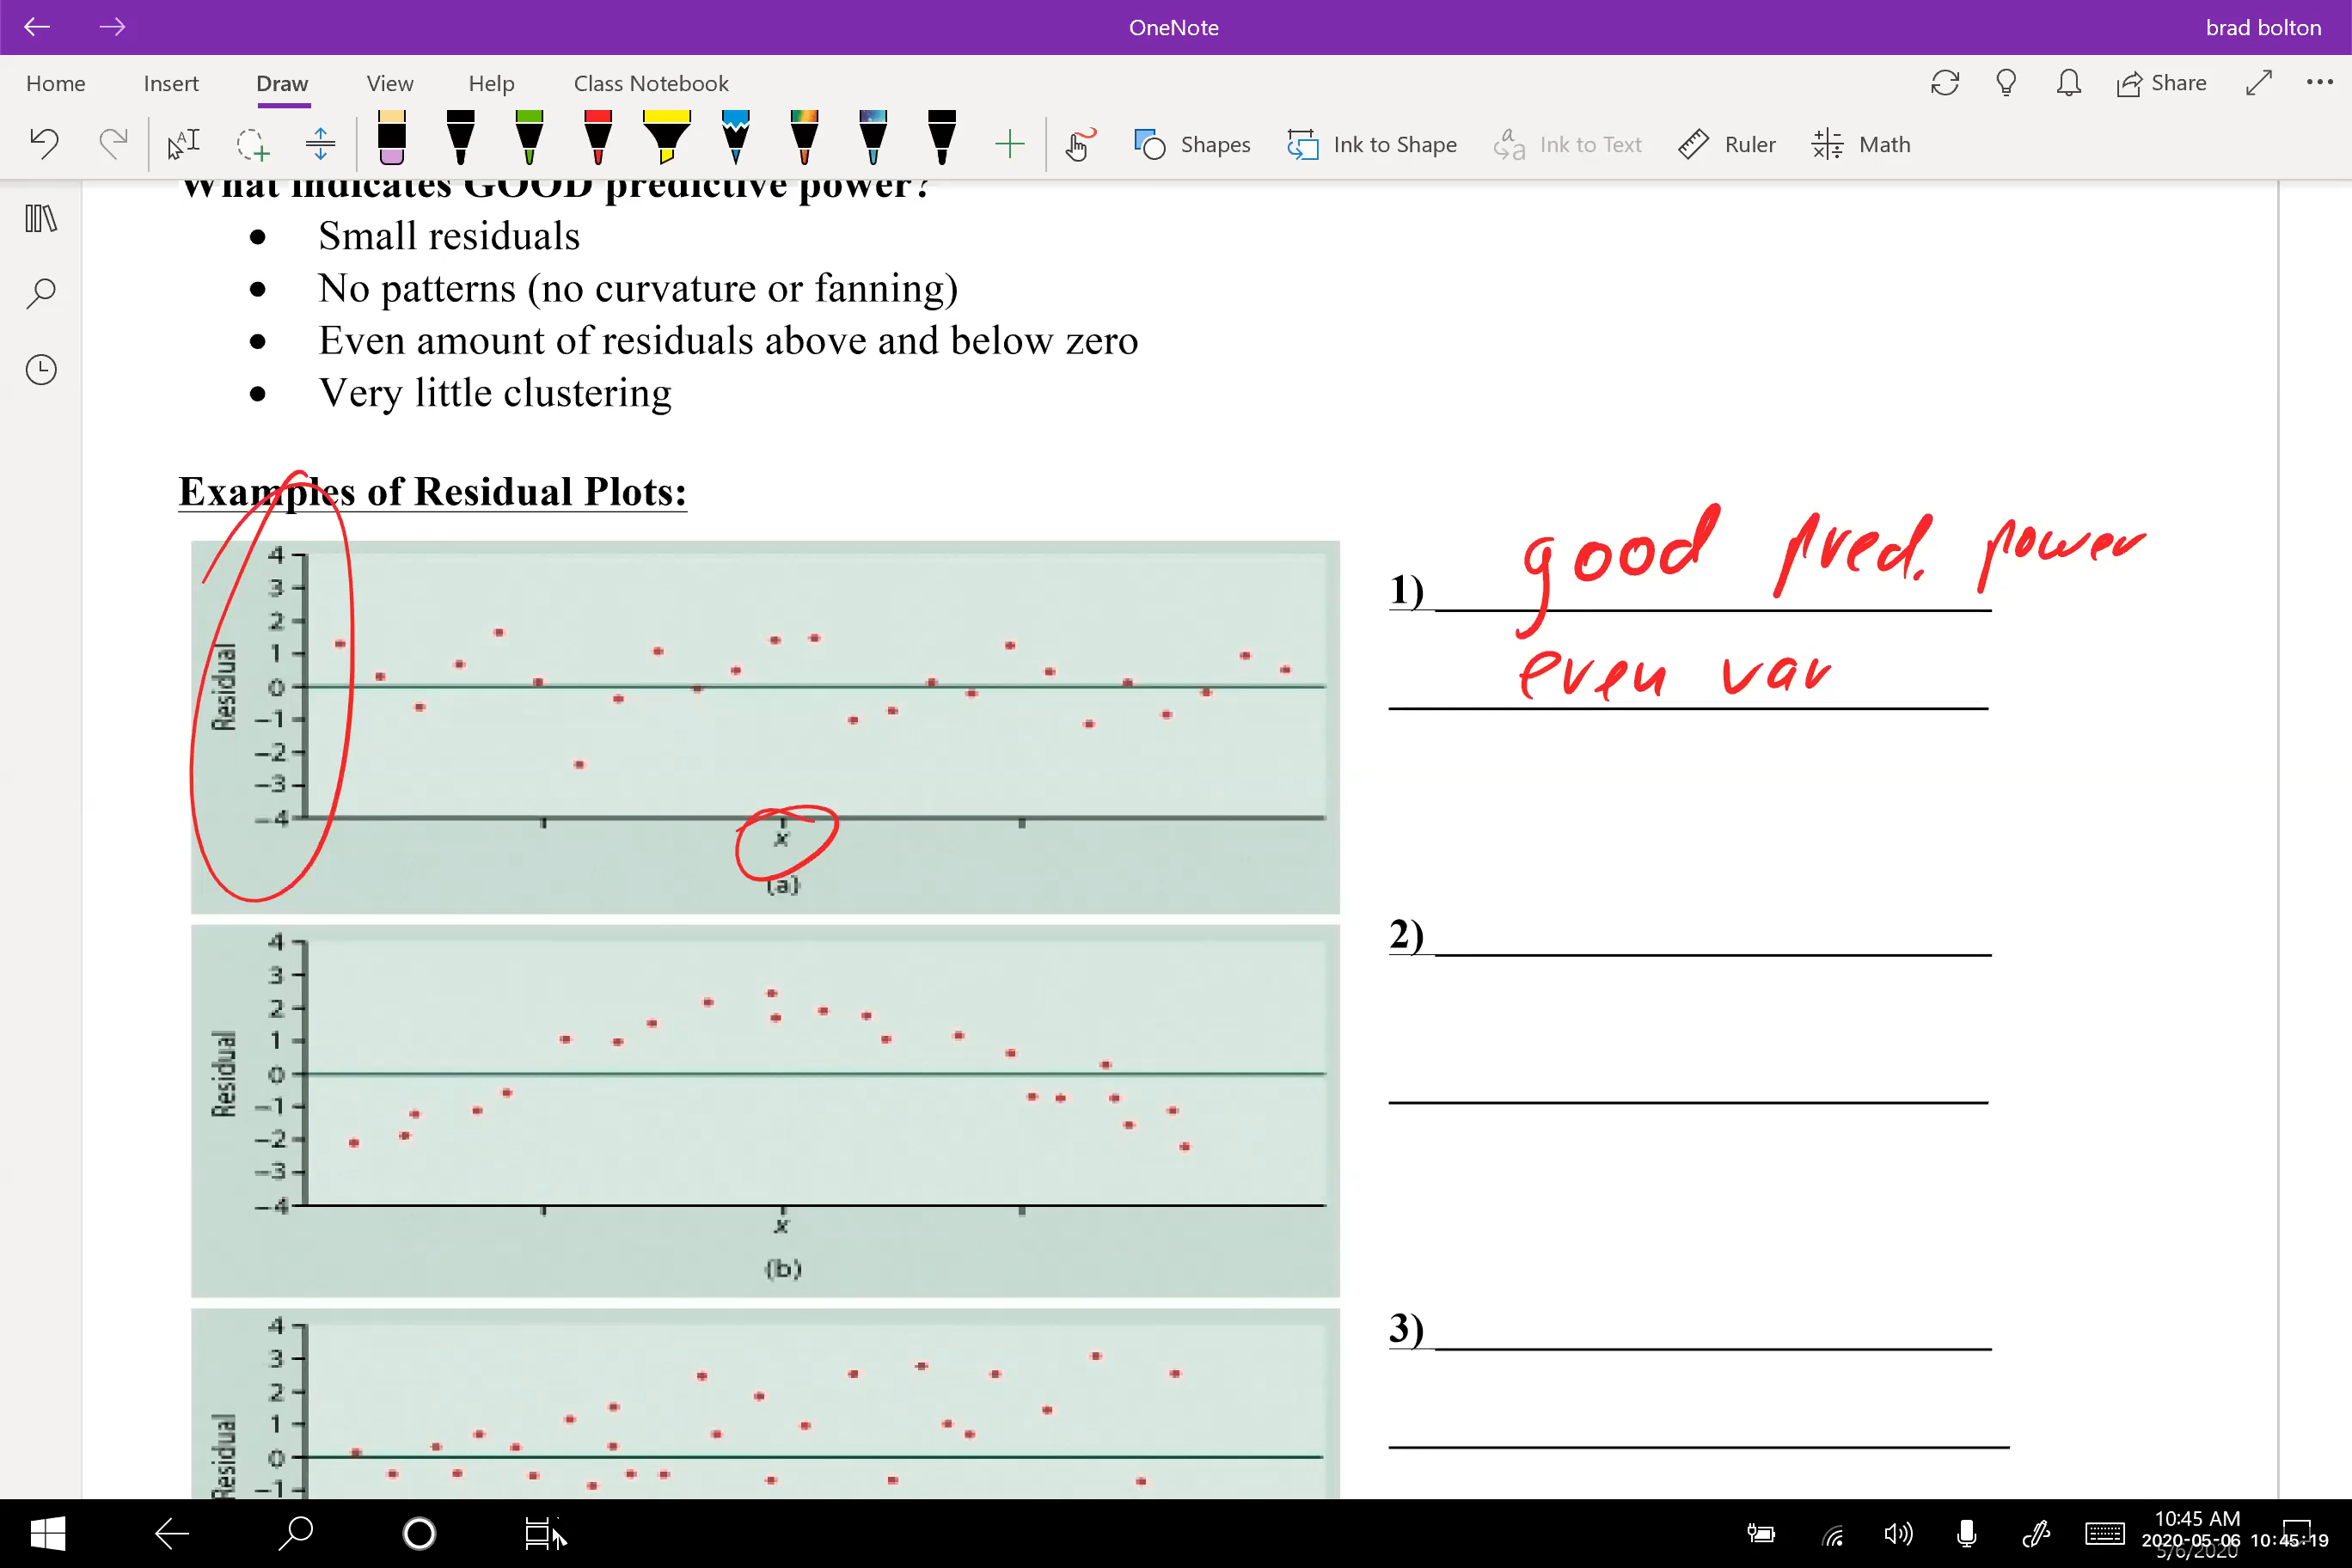 OneNote
brad bolton
Home Insert Draw View Help Class Notebook
Share
Shapes Ink to Shape Ink to Text Ruler Math
What indicates GOOD predictive power?
• Small residuals
• No patterns (no curvature or fanning)
• Even amount of residuals above and below zero
• Very little clustering
Examples of Residual Plots:
4
3
2
1
0
-1
-2
-3
-4
Residual
x
(a)
1) good pred. power
even var
4
3
2
1
0
-1
-2
-3
-4
Residual
x
(b)
2)
4
3
2
1
0
-1
Residual
3)
10:45 AM
2020-05-06 10:45:19
5/6/2020